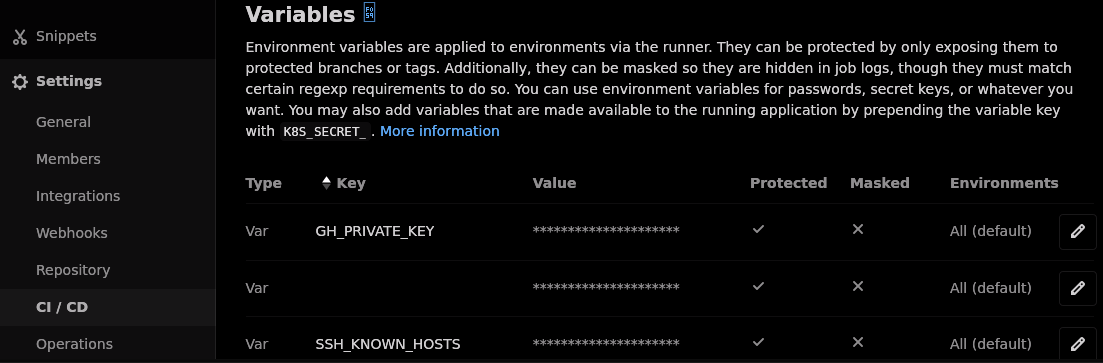 Variables
Snippets
Settings
General
Members
Integrations
Webhooks
Repository
CI / CD
Operations
Environment variables are applied to environments via the runner. They can be protected by only exposing them to
protected branches or tags. Additionally, they can be masked so they are hidden in job logs, though they must match
certain regexp requirements to do so. You can use environment variables for passwords, secret keys, or whatever you
want. You may also add variables that are made available to the running application by prepending the variable key
with K8S_SECRET_ . More information
Type Key Value Protected Masked Environments
Var GH_PRIVATE_KEY ********************* All (default)
Var ********************* All (default)
Var SSH_KNOWN_HOSTS ********************* All (default)